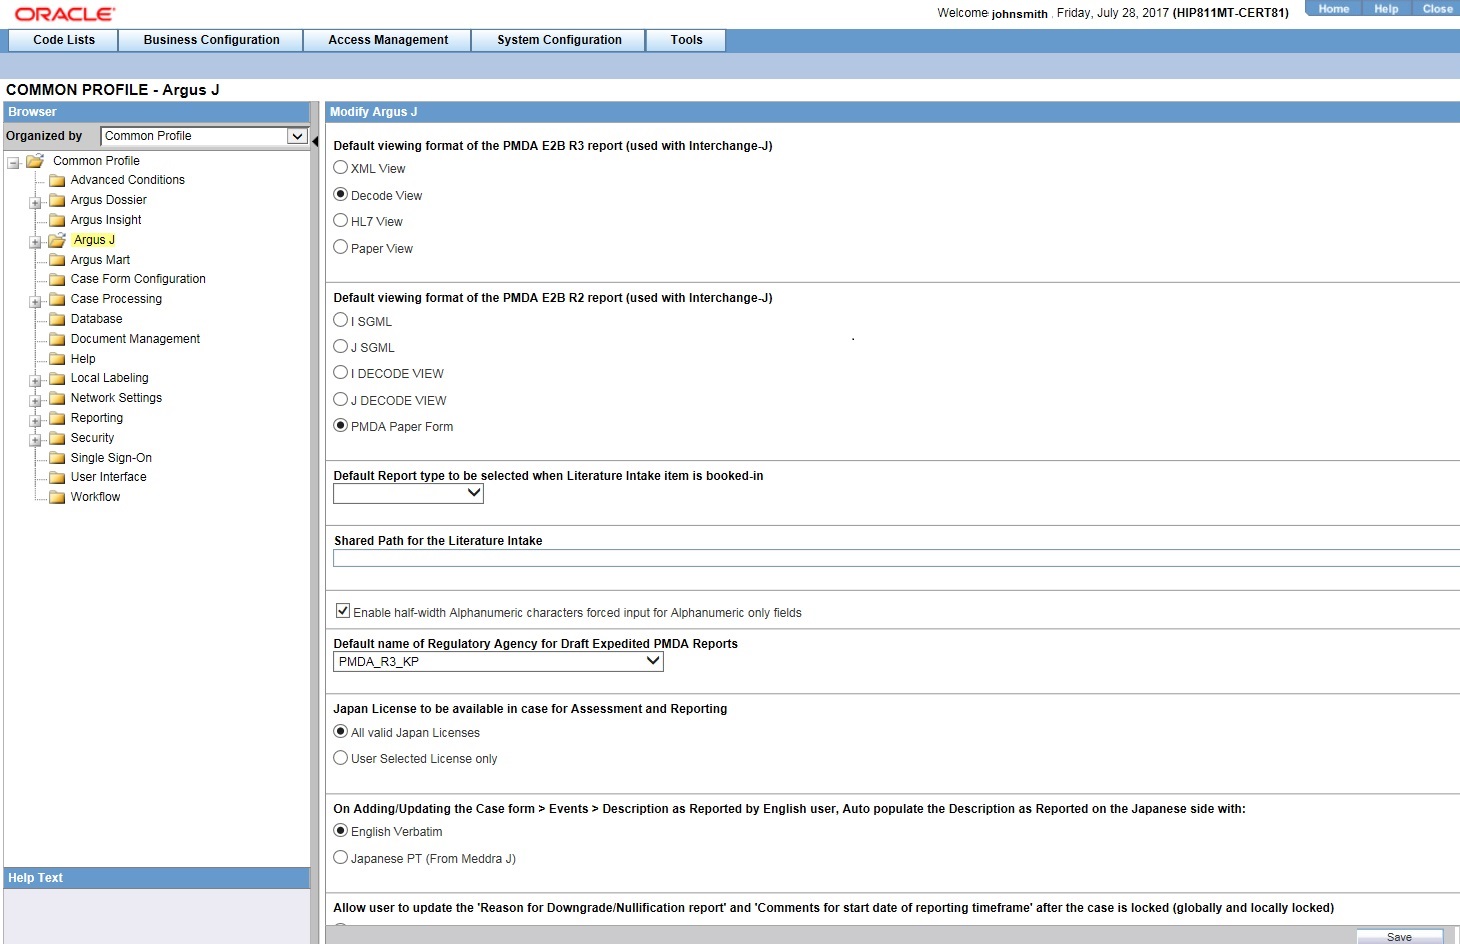 ORACLE
Welcome johnsmith . Friday, July 28, 2017 (HIP811MT-CERT81)
Home Help Close
Code Lists Business Configuration Access Management System Configuration Tools
COMMON PROFILE - Argus J
Browser
Organized by Common Profile
Common Profile
Advanced Conditions
Argus Dossier
Argus Insight
Argus J
Argus Mart
Case Form Configuration
Case Processing
Database
Document Management
Help
Local Labeling
Network Settings
Reporting
Security
Single Sign-On
User Interface
Workflow
Help Text
Modify Argus J
Default viewing format of the PMDA E2B R3 report (used with Interchange-J)
XML View
Decode View
HL7 View
Paper View
Default viewing format of the PMDA E2B R2 report (used with Interchange-J)
I SGML
J SGML
I DECODE VIEW
J DECODE VIEW
PMDA Paper Form
Default Report type to be selected when Literature Intake item is booked-in
Shared Path for the Literature Intake
Enable half-width Alphanumeric characters forced input for Alphanumeric only fields
Default name of Regulatory Agency for Draft Expedited PMDA Reports
PMDA_R3_KP
Japan License to be available in case for Assessment and Reporting
All valid Japan Licenses
User Selected License only
On Adding/Updating the Case form > Events > Description as Reported by English user, Auto populate the Description as Reported on the Japanese side with:
English Verbatim
Japanese PT (From Meddra J)
Allow user to update the 'Reason for Downgrade/Nullification report' and 'Comments for start date of reporting timeframe' after the case is locked (globally and locally locked)
Save